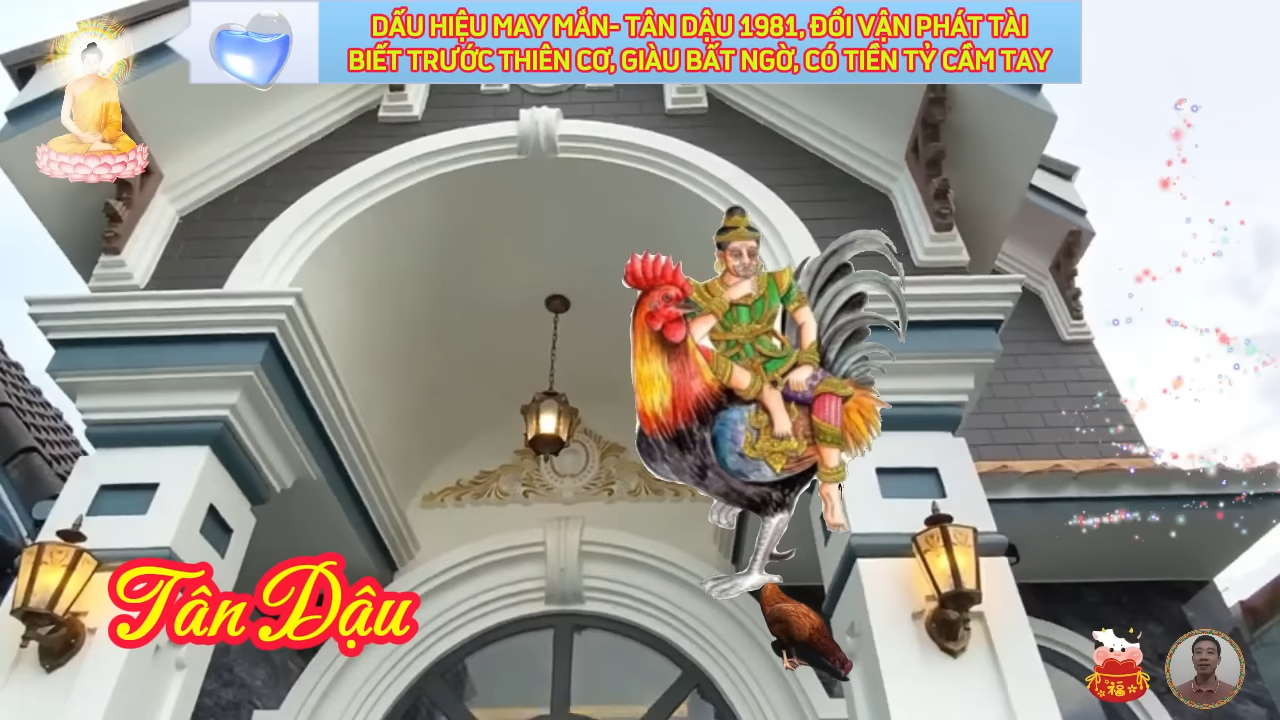 DẤU HIỆU MAY MẮN- TÂN DẬU 1981, ĐỔI VẬN PHÁT TÀI
BIẾT TRƯỚC THIÊN CƠ, GIÀU BẤT NGỜ, CÓ TIỀN TỶ CẦM TAY
Tân Dậu
福